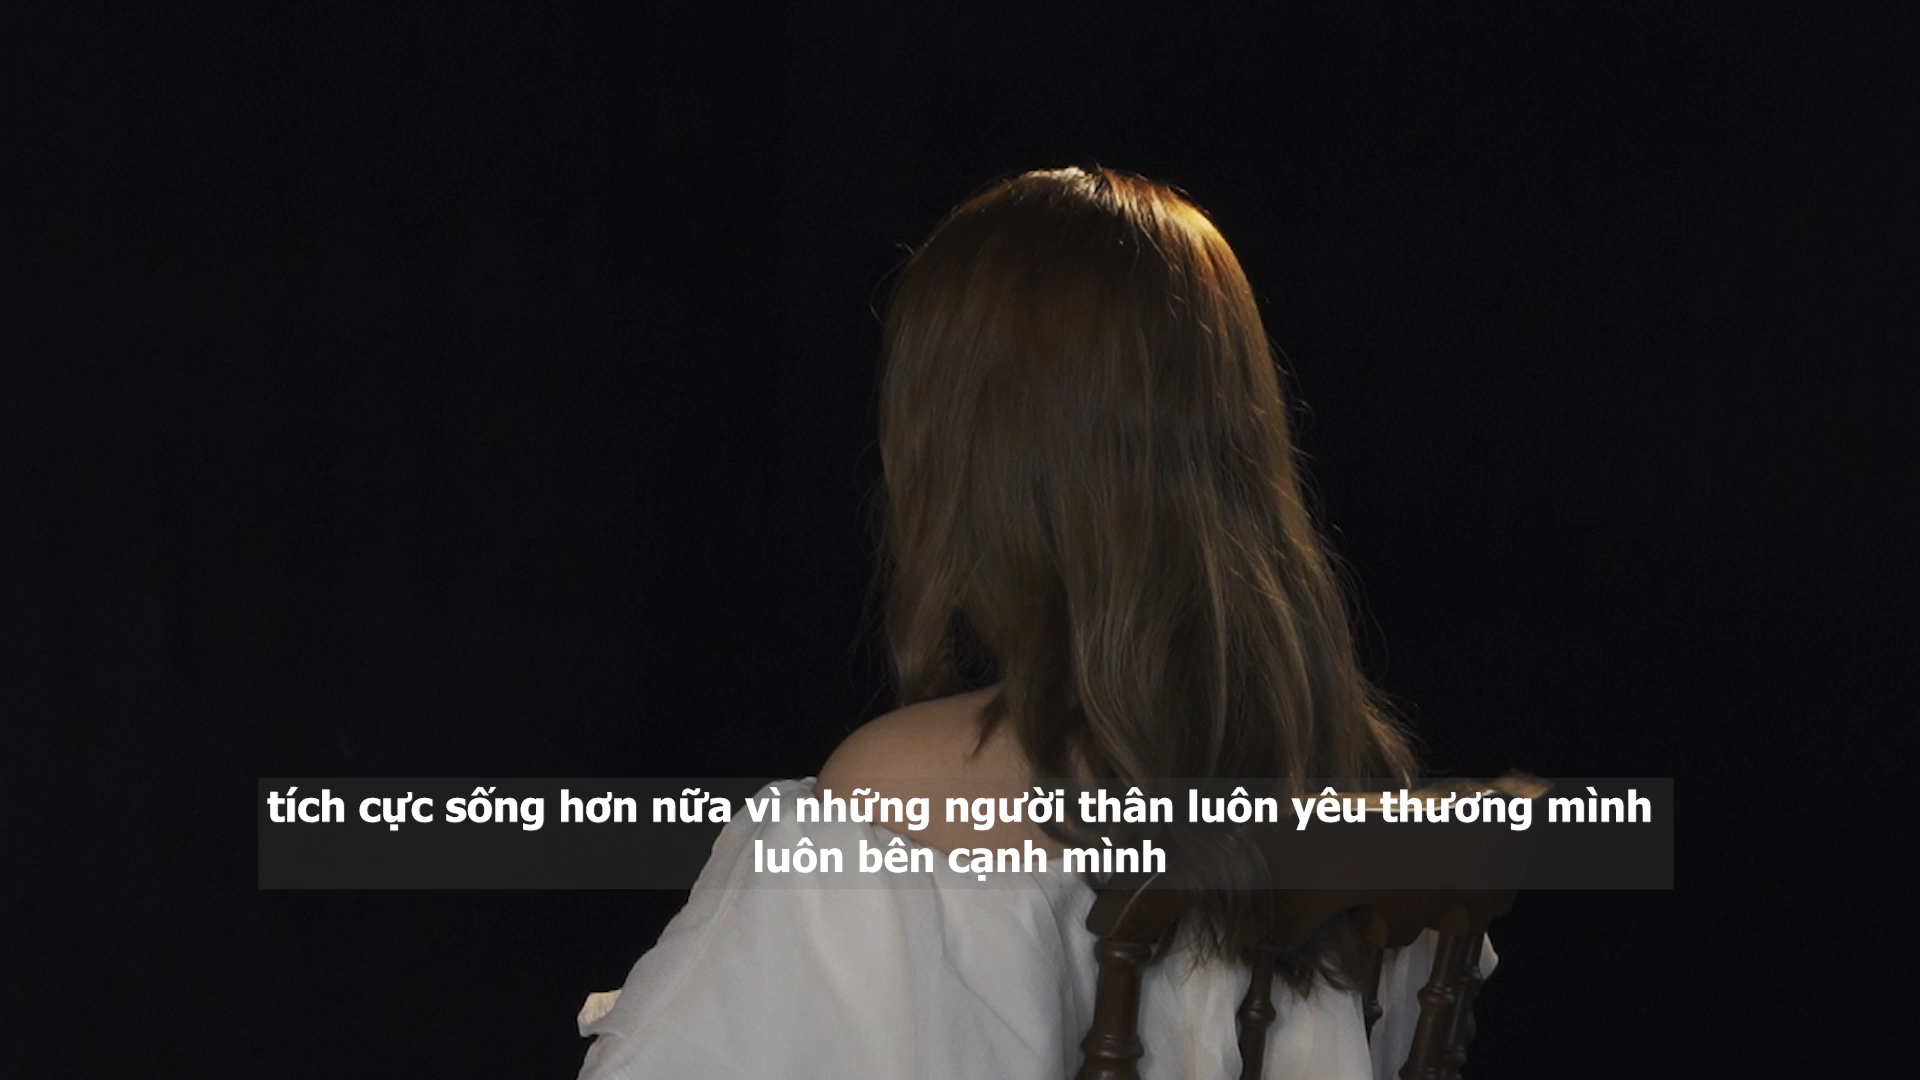 tích cực sống hơn nữa vì những người thân luôn yêu thương mình
luôn bên cạnh mình